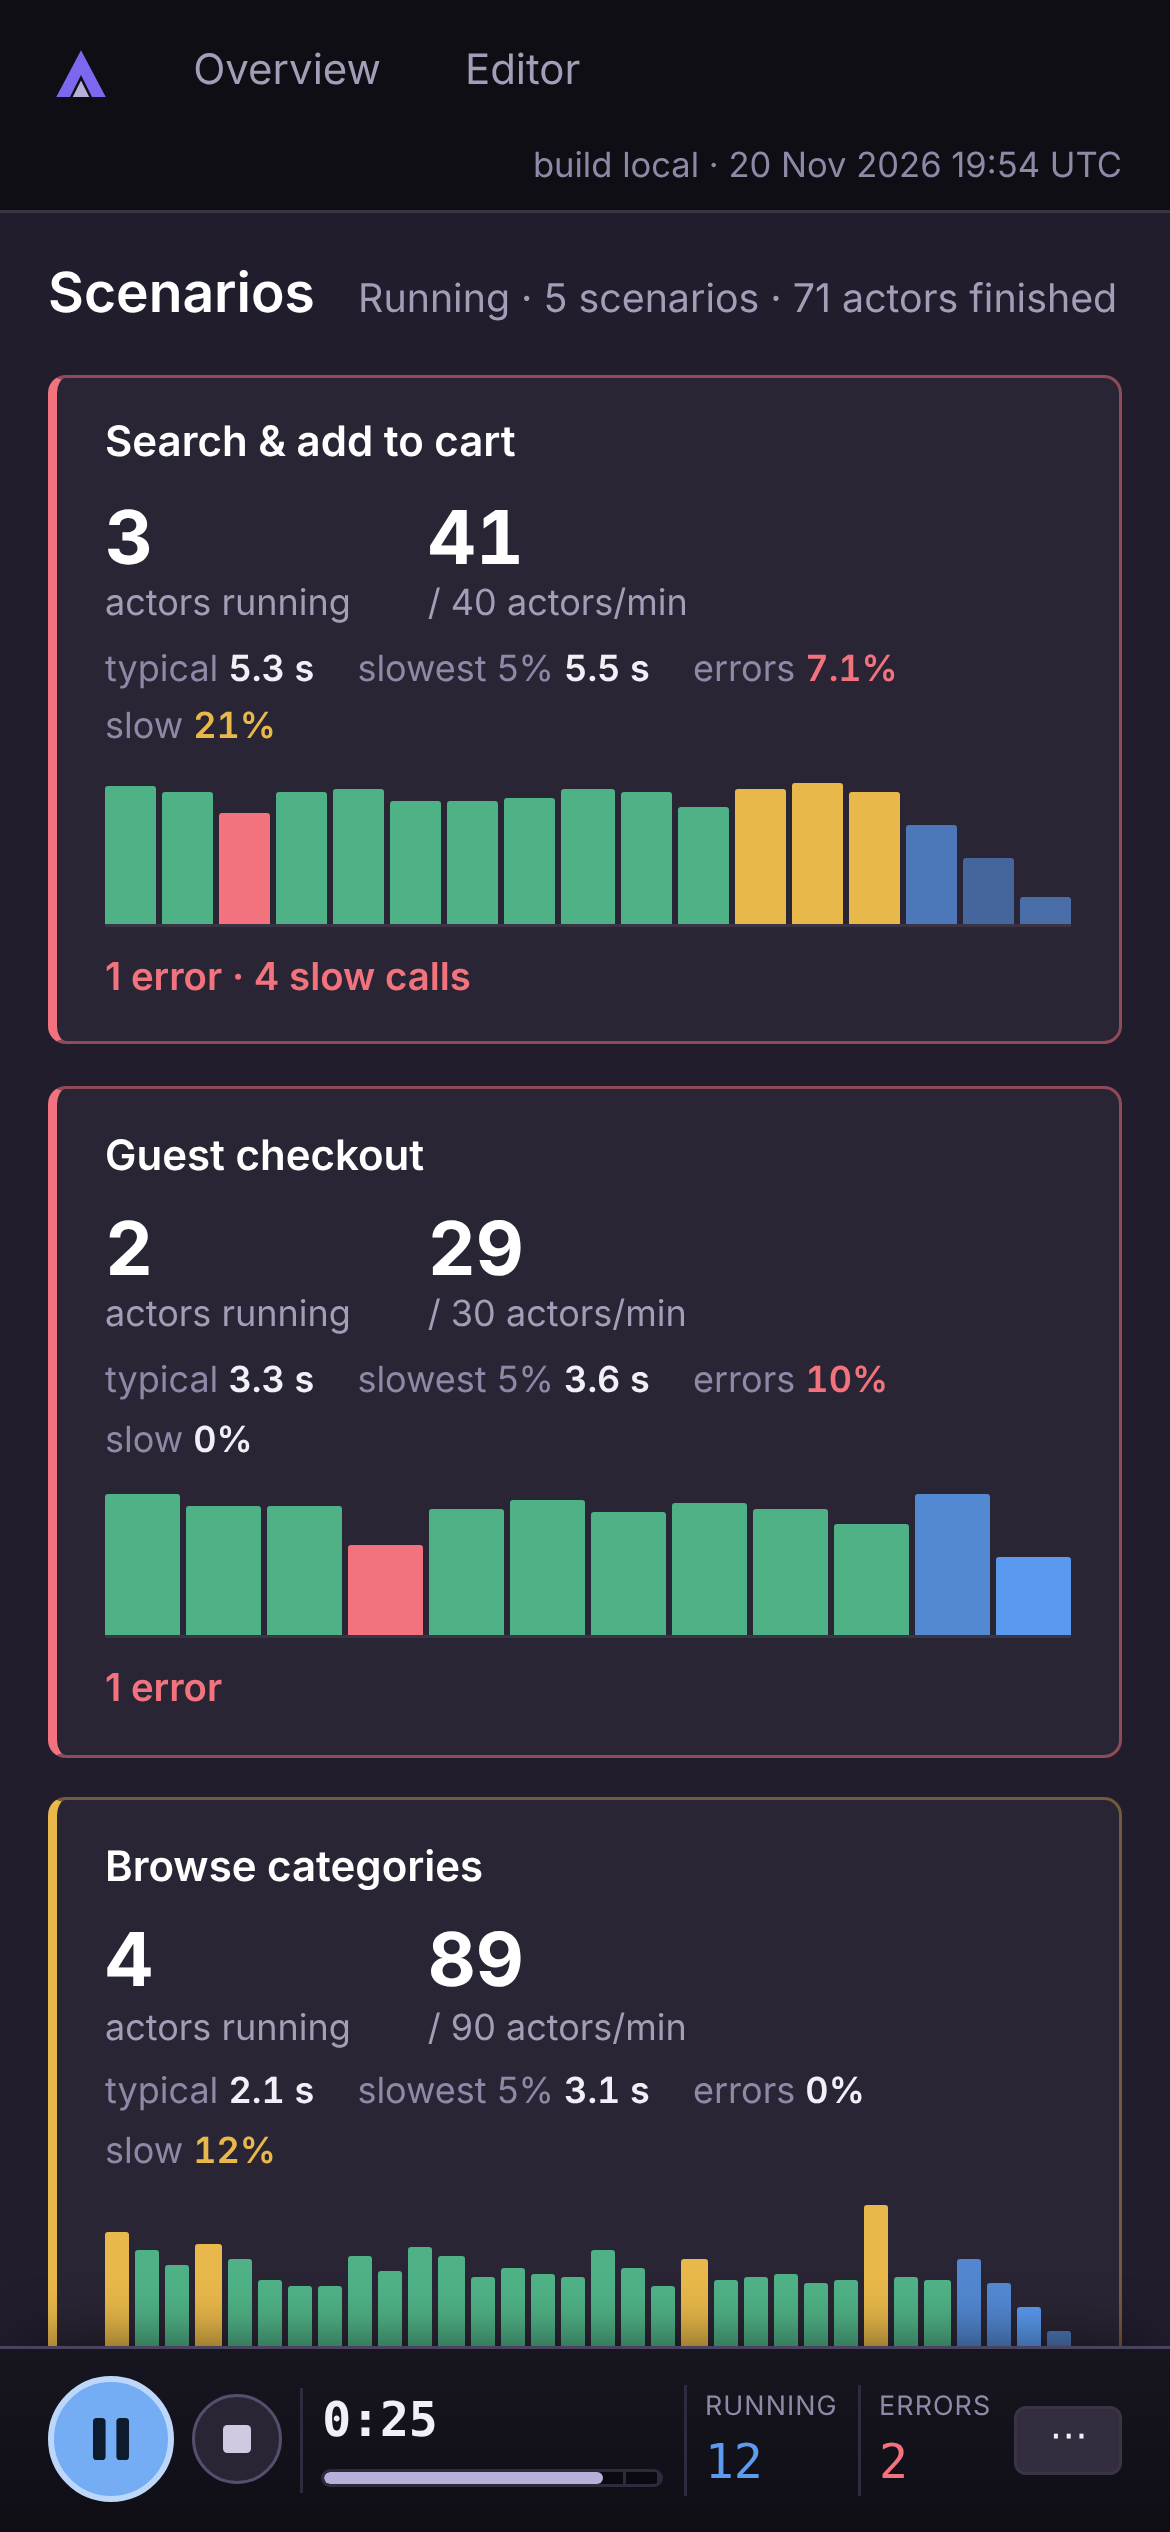 Overview Editor
build local · 20 Nov 2026 19:54 UTC
Scenarios Running · 5 scenarios · 71 actors finished
Search & add to cart
3 41
actors running / 40 actors/min
typical 5.3 s slowest 5% 5.5 s errors 7.1%
slow 21%
1 error · 4 slow calls
Guest checkout
2 29
actors running / 30 actors/min
typical 3.3 s slowest 5% 3.6 s errors 10%
slow 0%
1 error
Browse categories
4 89
actors running / 90 actors/min
typical 2.1 s slowest 5% 3.1 s errors 0%
slow 12%
0:25 RUNNING ERRORS ...
12 2